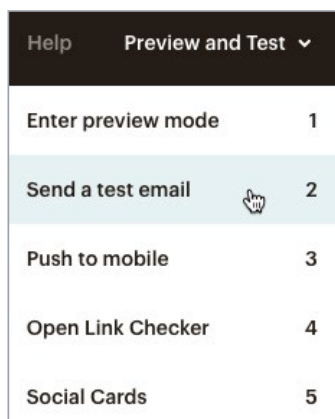 Help Preview and Test
Enter preview mode 1
Send a test email 2
Push to mobile 3
Open Link Checker 4
Social Cards 5